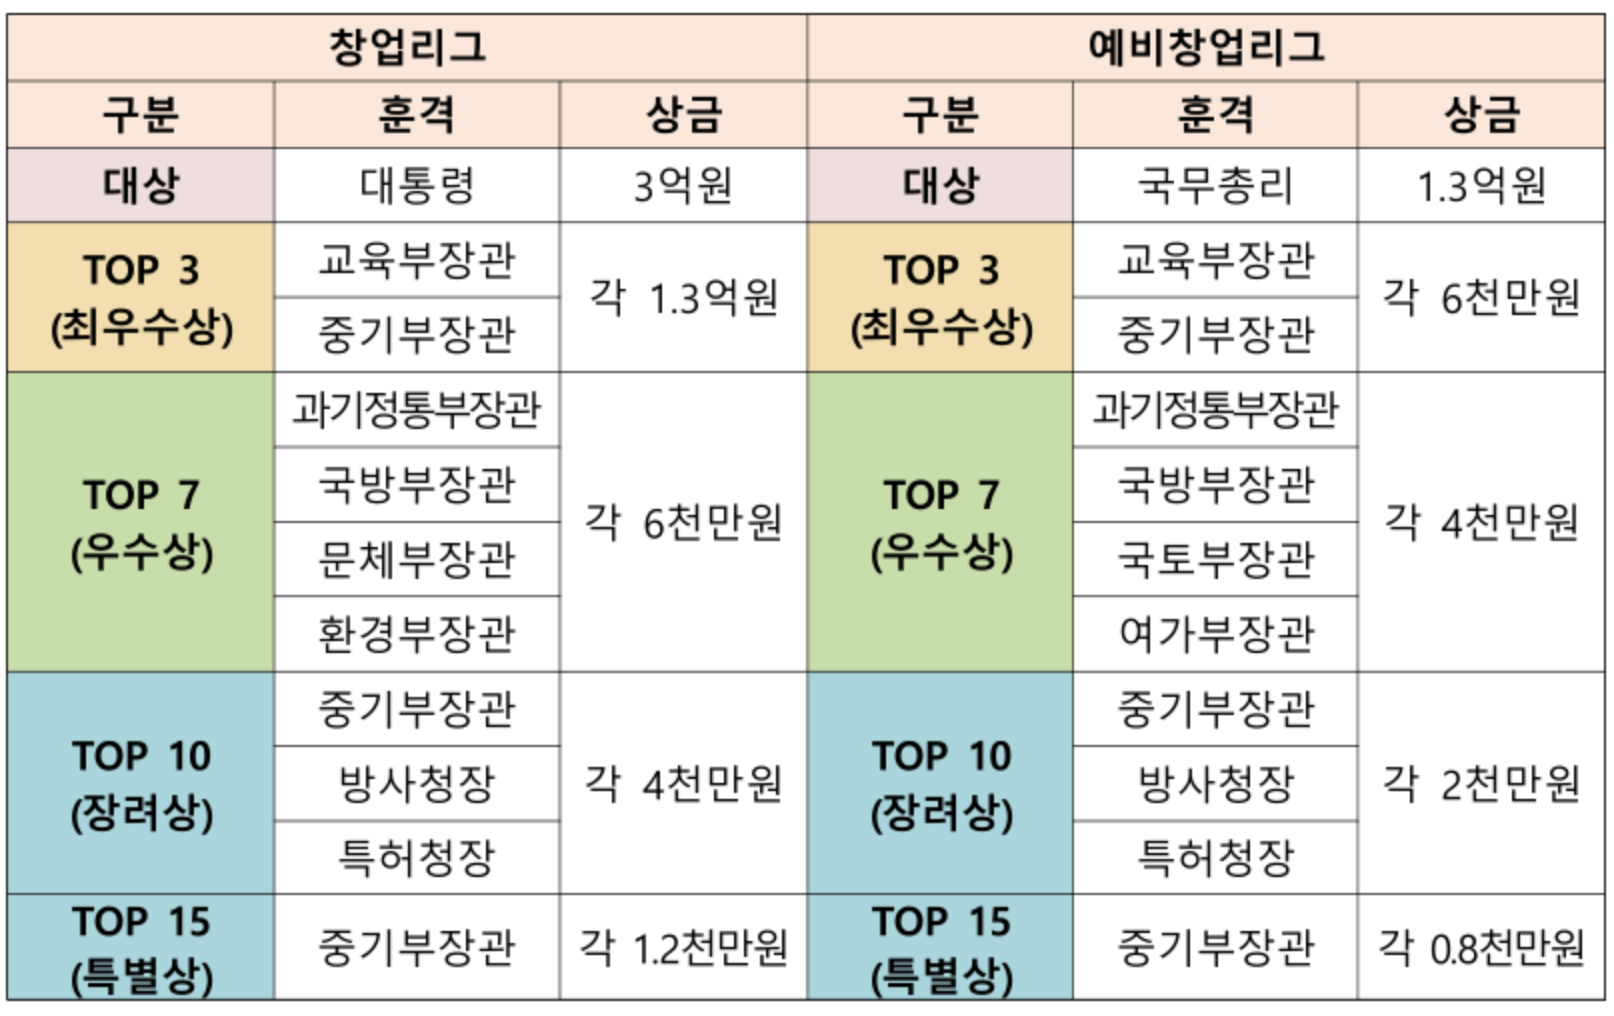 창업리그 예비창업리그
구분 훈격 상금 구분 훈격 상금
대상 대통령 3억원 대상 국무총리 1.3억원
TOP 3
(최우수상)
교육부장관
중기부장관
각 1.3억원
TOP 3
(최우수상)
교육부장관
중기부장관
각 6천만원
TOP 7
(우수상)
과기정통부장관
국방부장관
문체부장관
환경부장관
각 6천만원
TOP 7
(우수상)
과기정통부장관
국방부장관
국토부장관
여가부장관
각 4천만원
TOP 10
(장려상)
중기부장관
방사청장
특허청장
각 4천만원
TOP 10
(장려상)
중기부장관
방사청장
특허청장
각 2천만원
TOP 15
(특별상)
중기부장관
각 1.2천만원
TOP 15
(특별상)
중기부장관
각 0.8천만원